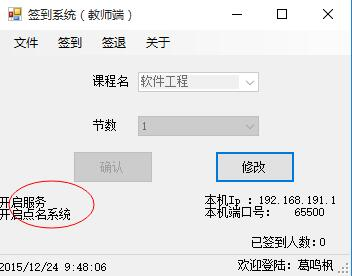 签到系统（教师端）
文件 签到 签退 关于
课程名 软件工程
节数 1
确认 修改
开启服务 本机Ip：192.168.191.1
开启点名系统 本机端口号： 65500
已签到人数:0
2015/12/24 9:48:06 欢迎登陆：葛鸣枫